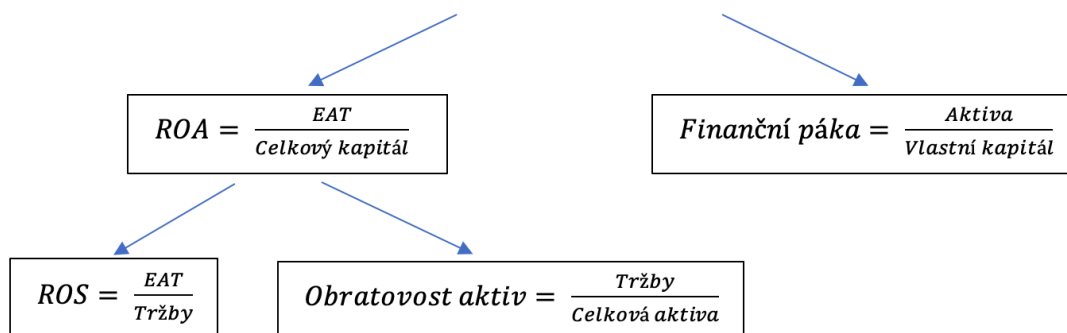 ROA = EAT / Celkový kapitál
Finanční páka = Aktiva / Vlastní kapitál
ROS = EAT / Tržby
Obratovost aktiv = Tržby / Celková aktiva